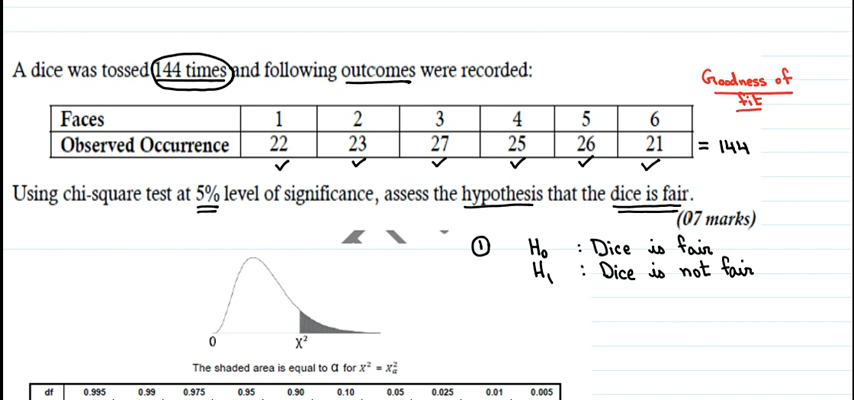 A dice was tossed 144 times and following outcomes were recorded:
Goodness of fit
Faces 1 2 3 4 5 6
Observed Occurrence 22 23 27 25 26 21 = 144
Using chi-square test at 5% level of significance, assess the hypothesis that the dice is fair.
(07 marks)
① H₀ : Dice is fair
H₁ : Dice is not fair
0 X²
The shaded area is equal to α for X² = X²α
df 0.995 0.99 0.975 0.95 0.90 0.10 0.05 0.025 0.01 0.005